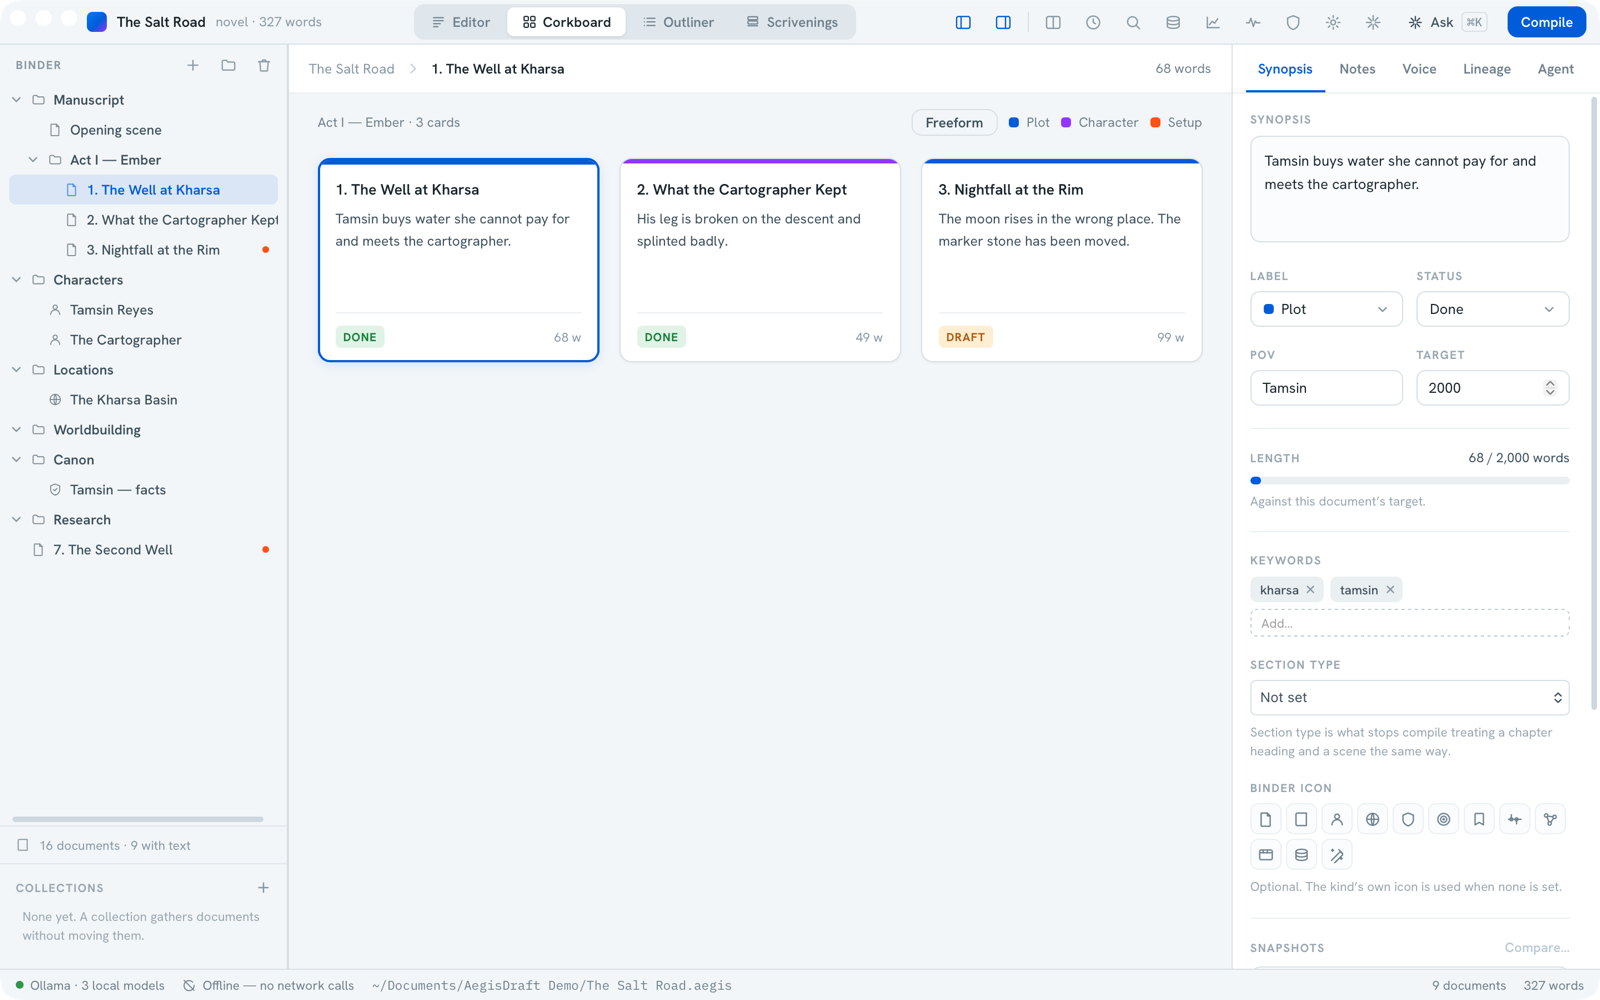 The Salt Road novel · 327 words
Editor
Corkboard
Outliner
Scrivenings
Ask ⌘K
Compile
BINDER
Manuscript
Opening scene
Act I — Ember
1. The Well at Kharsa
2. What the Cartographer Kept
3. Nightfall at the Rim
Characters
Tamsin Reyes
The Cartographer
Locations
The Kharsa Basin
Worldbuilding
Canon
Tamsin — facts
Research
7. The Second Well
16 documents · 9 with text
COLLECTIONS
None yet. A collection gathers documents
without moving them.
The Salt Road
1. The Well at Kharsa
68 words
Act I — Ember · 3 cards
Freeform
Plot
Character
Setup
1. The Well at Kharsa
Tamsin buys water she cannot pay for
and meets the cartographer.
DONE
68 w
2. What the Cartographer Kept
His leg is broken on the descent and
splinted badly.
DONE
49 w
3. Nightfall at the Rim
The moon rises in the wrong place. The
marker stone has been moved.
DRAFT
99 w
Synopsis
Notes
Voice
Lineage
Agent
SYNOPSIS
Tamsin buys water she cannot pay for and
meets the cartographer.
LABEL
STATUS
Plot
Done
POV
TARGET
Tamsin
2000
LENGTH
68 / 2,000 words
Against this document's target.
KEYWORDS
kharsa ×
tamsin ×
Add…
SECTION TYPE
Not set
Section type is what stops compile treating a chapter
heading and a scene the same way.
BINDER ICON
Optional. The kind's own icon is used when none is set.
SNAPSHOTS
Compare…
Ollama · 3 local models
Offline — no network calls
~/Documents/AegisDraft Demo/The Salt Road.aegis
9 documents
327 words